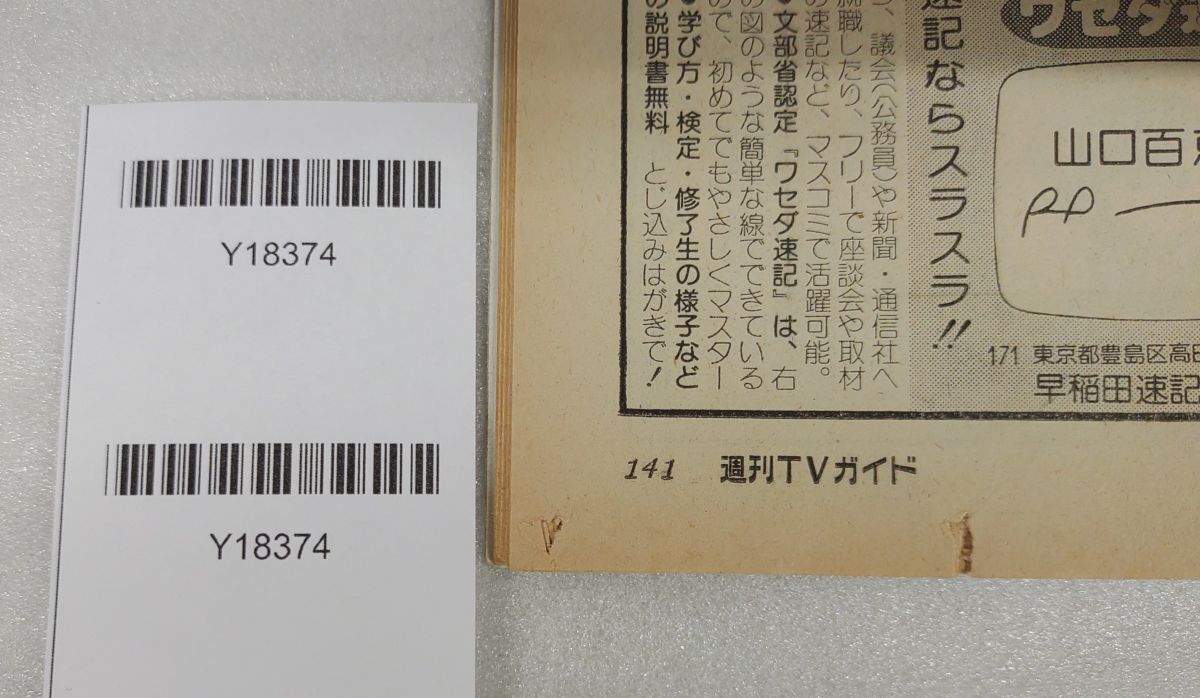 Y18374
Y18374
ワセダ
速記ならスラスラ!!
山口百
171 東京都豊島区高田
早稲田速記
、議会(公務員)や新聞・通信社へ
就職したり、フリーで座談会や取材
の速記など、マスコミで活躍可能。
●文部省認定『ワセダ速記』は、右
の図のような簡単な線でできている
ので、初めてでもやさしくマスター
●学び方・検定・修了生の様子など
の説明書無料 とじ込みはがきで!
141 週刊TVガイド